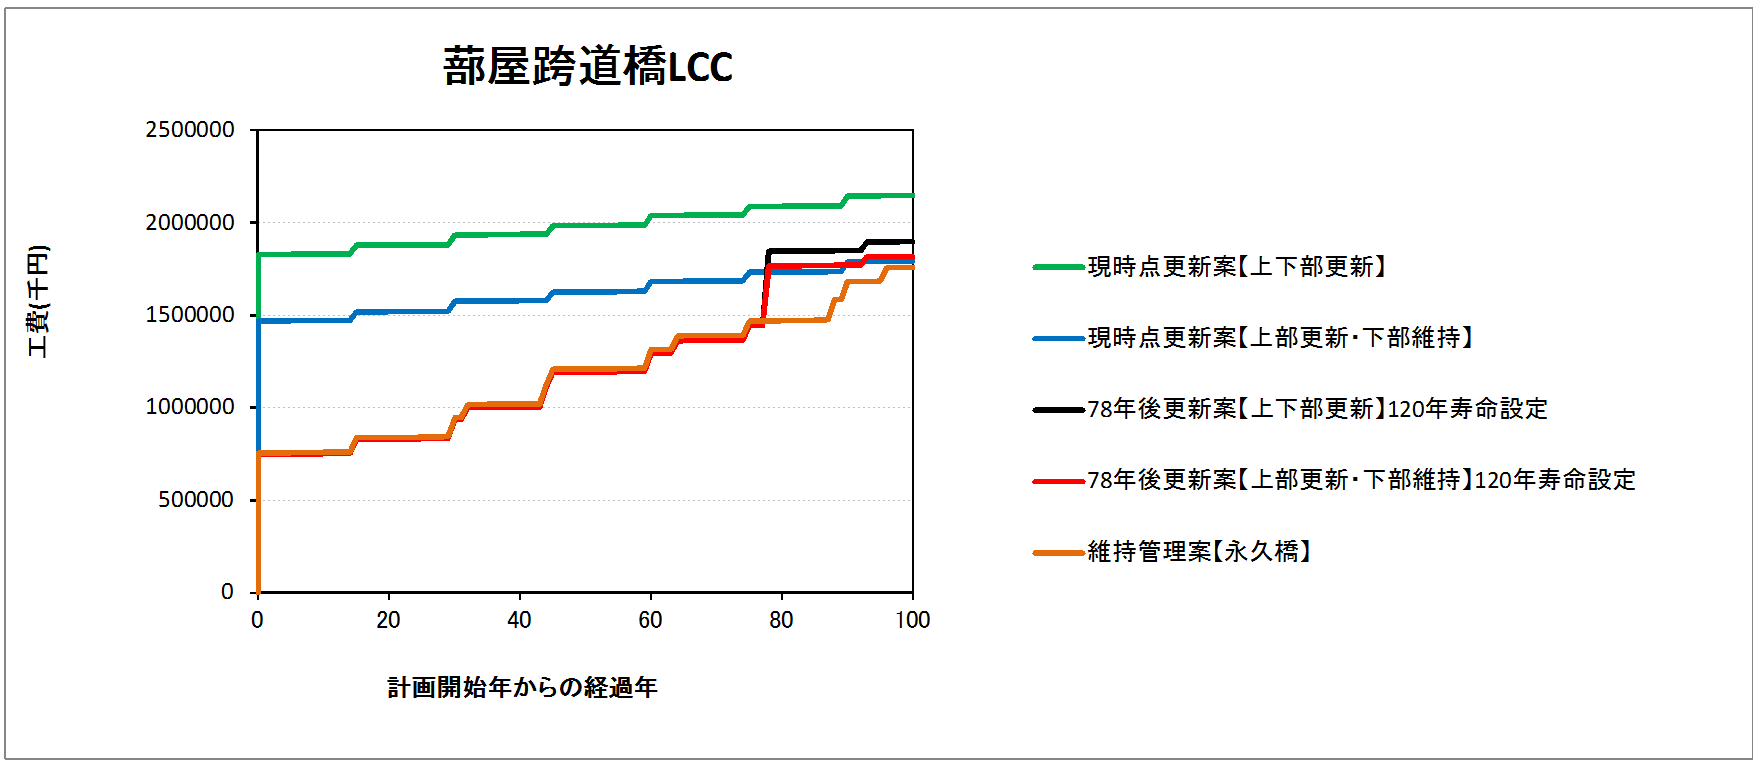 蔀屋跨道橋LCC
2500000
2000000
1500000
1000000
500000
0
工費(千円)
0 20 40 60 80 100
計画開始年からの経過年
現時点更新案【上下部更新】
現時点更新案【上部更新・下部維持】
78年後更新案【上下部更新】120年寿命設定
78年後更新案【上部更新・下部維持】120年寿命設定
維持管理案【永久橋】